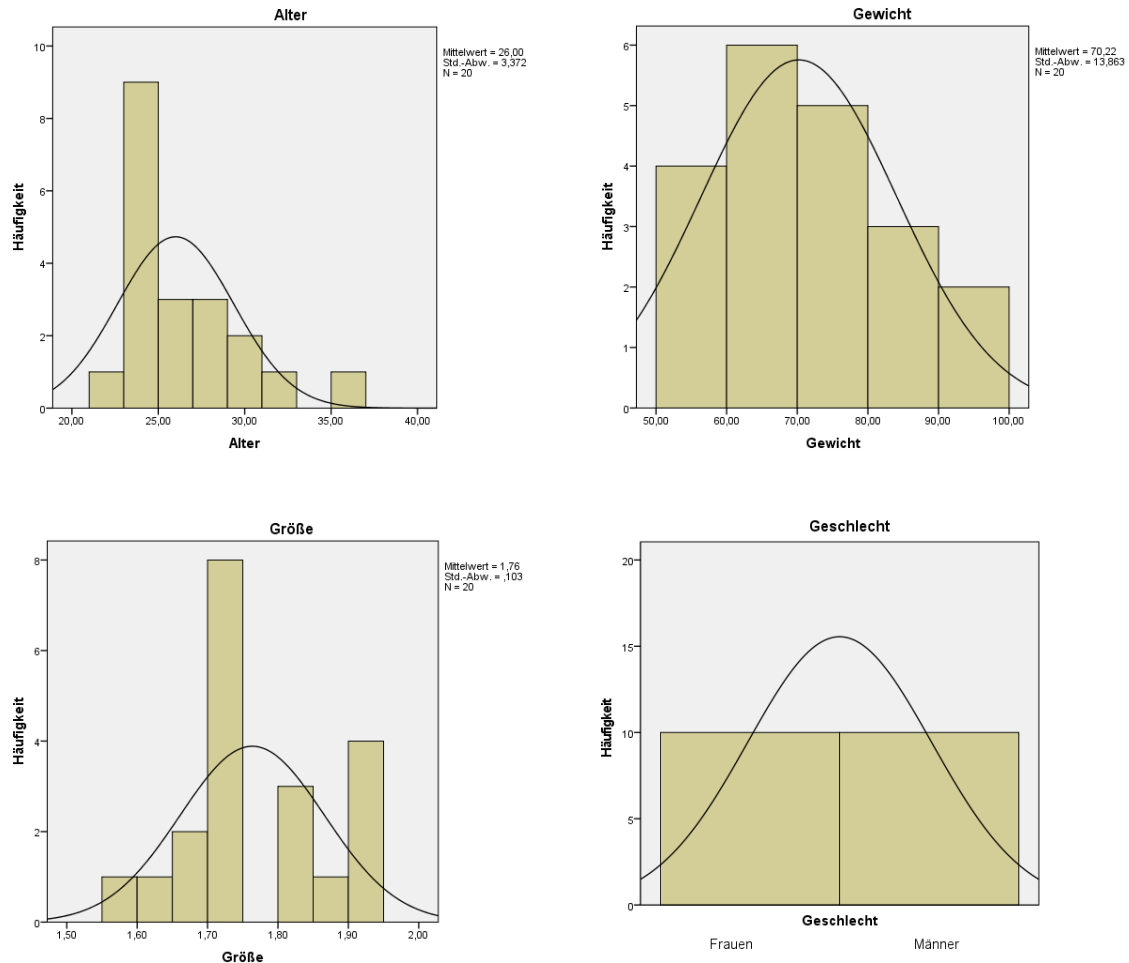 Alter
Mittelwert = 26,00
Std.-Abw. = 3,372
N = 20
10
8
6
4
2
0
Häufigkeit
20,00 25,00 30,00 35,00 40,00
Alter
Gewicht
Mittelwert = 70,22
Std.-Abw. = 13,863
N = 20
6
5
4
3
2
1
0
Häufigkeit
50,00 60,00 70,00 80,00 90,00 100,00
Gewicht
Größe
Mittelwert = 1,76
Std.-Abw. = ,103
N = 20
8
6
4
2
0
Häufigkeit
1,50 1,60 1,70 1,80 1,90 2,00
Größe
Geschlecht
20
15
10
5
0
Häufigkeit
Geschlecht
Frauen Männer